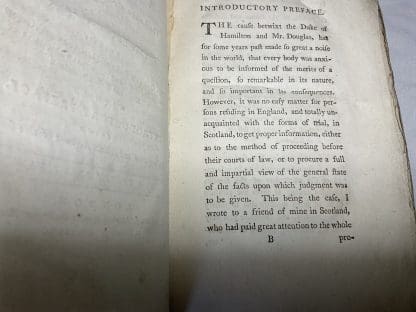 INTRODUCTORY PREFACE.
THE cauſe betwixt the Duke of
Hamilton and Mr. Douglas, has
for ſome years paſt made ſo great a noiſe
in the world, that every body was anxi-
ous to be informed of the merits of a
queſtion, ſo remarkable in its nature,
and ſo important in its conſequences.
However, it was no eaſy matter for per-
ſons reſiding in England, and totally un-
acquainted with the forms of trial, in
Scotland, to get proper information, either
as to the method of proceeding before
their courts of law, or to procure a full
and impartial view of the general ſtate
of the facts upon which judgment was
to be given. This being the caſe, I
wrote to a friend of mine in Scotland,
who had paid great attention to the whole
B pro-